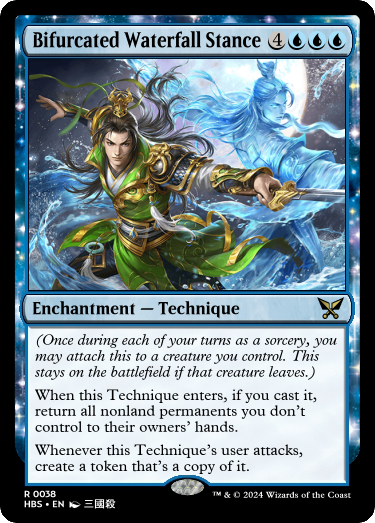 Bifurcated Waterfall Stance 4
Enchantment — Technique
(Once during each of your turns as a sorcery, you
may attach this to a creature you control. This
stays on the battlefield if that creature leaves.)
When this Technique enters, if you cast it,
return all nonland permanents you don't
control to their owners' hands.
Whenever this Technique's user attacks,
create a token that's a copy of it.
R 0038
HBS • EN 三國殺
™ & © 2024 Wizards of the Coast